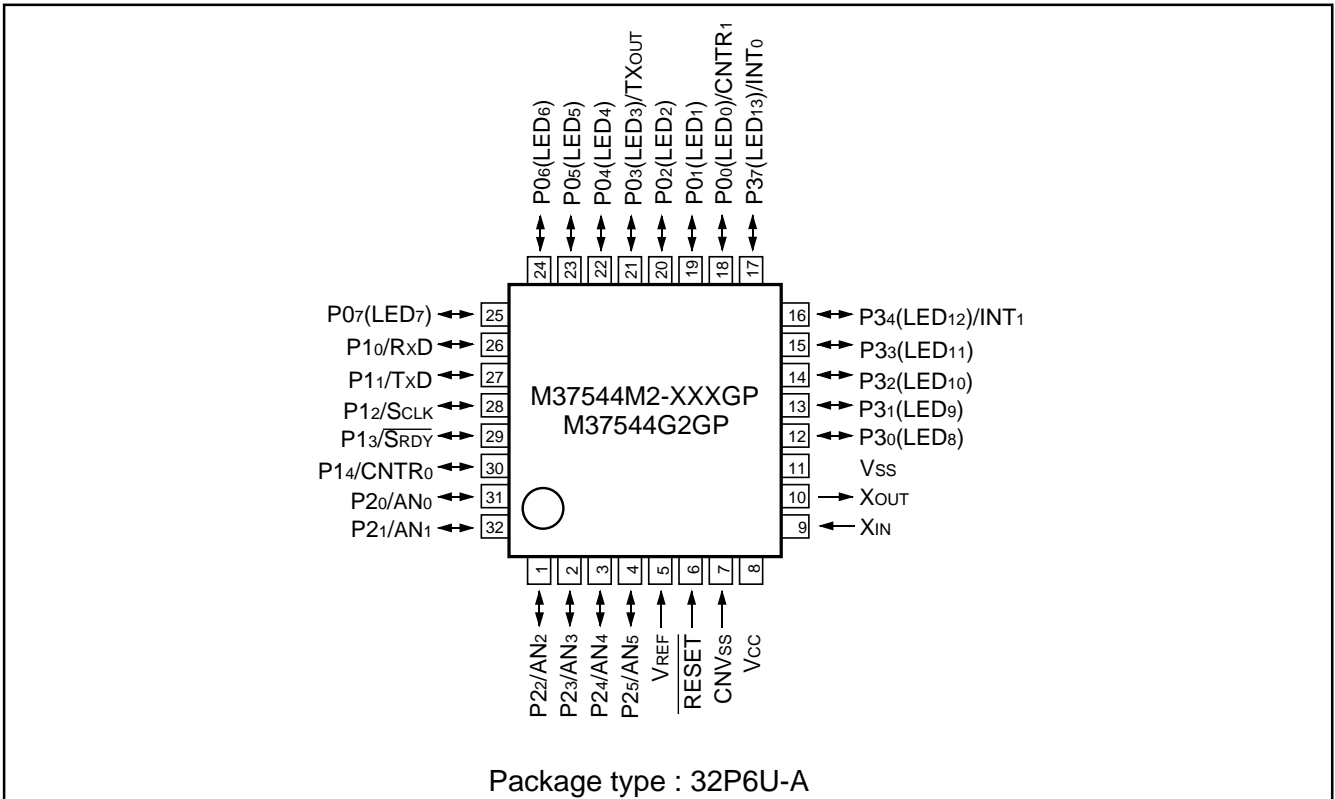 P06(LED6)
P05(LED5)
P04(LED4)
P03(LED3)/TXOUT
P02(LED2)
P01(LED1)
P00(LED0)/CNTR1
P37(LED13)/INT0
24
23
22
21
20
19
18
17
P07(LED7) 25
P10/RXD 26
P11/TXD 27
P12/SCLK 28
P13/SRDY 29
P14/CNTR0 30
P20/AN0 31
P21/AN1 32
M37544M2-XXXGP
M37544G2GP
16 P34(LED12)/INT1
15 P33(LED11)
14 P32(LED10)
13 P31(LED9)
12 P30(LED8)
11 VSS
10 XOUT
9 XIN
1
2
3
4
5
6
7
8
P22/AN2
P23/AN3
P24/AN4
P25/AN5
VREF
RESET
CNVSS
VCC
Package type : 32P6U-A